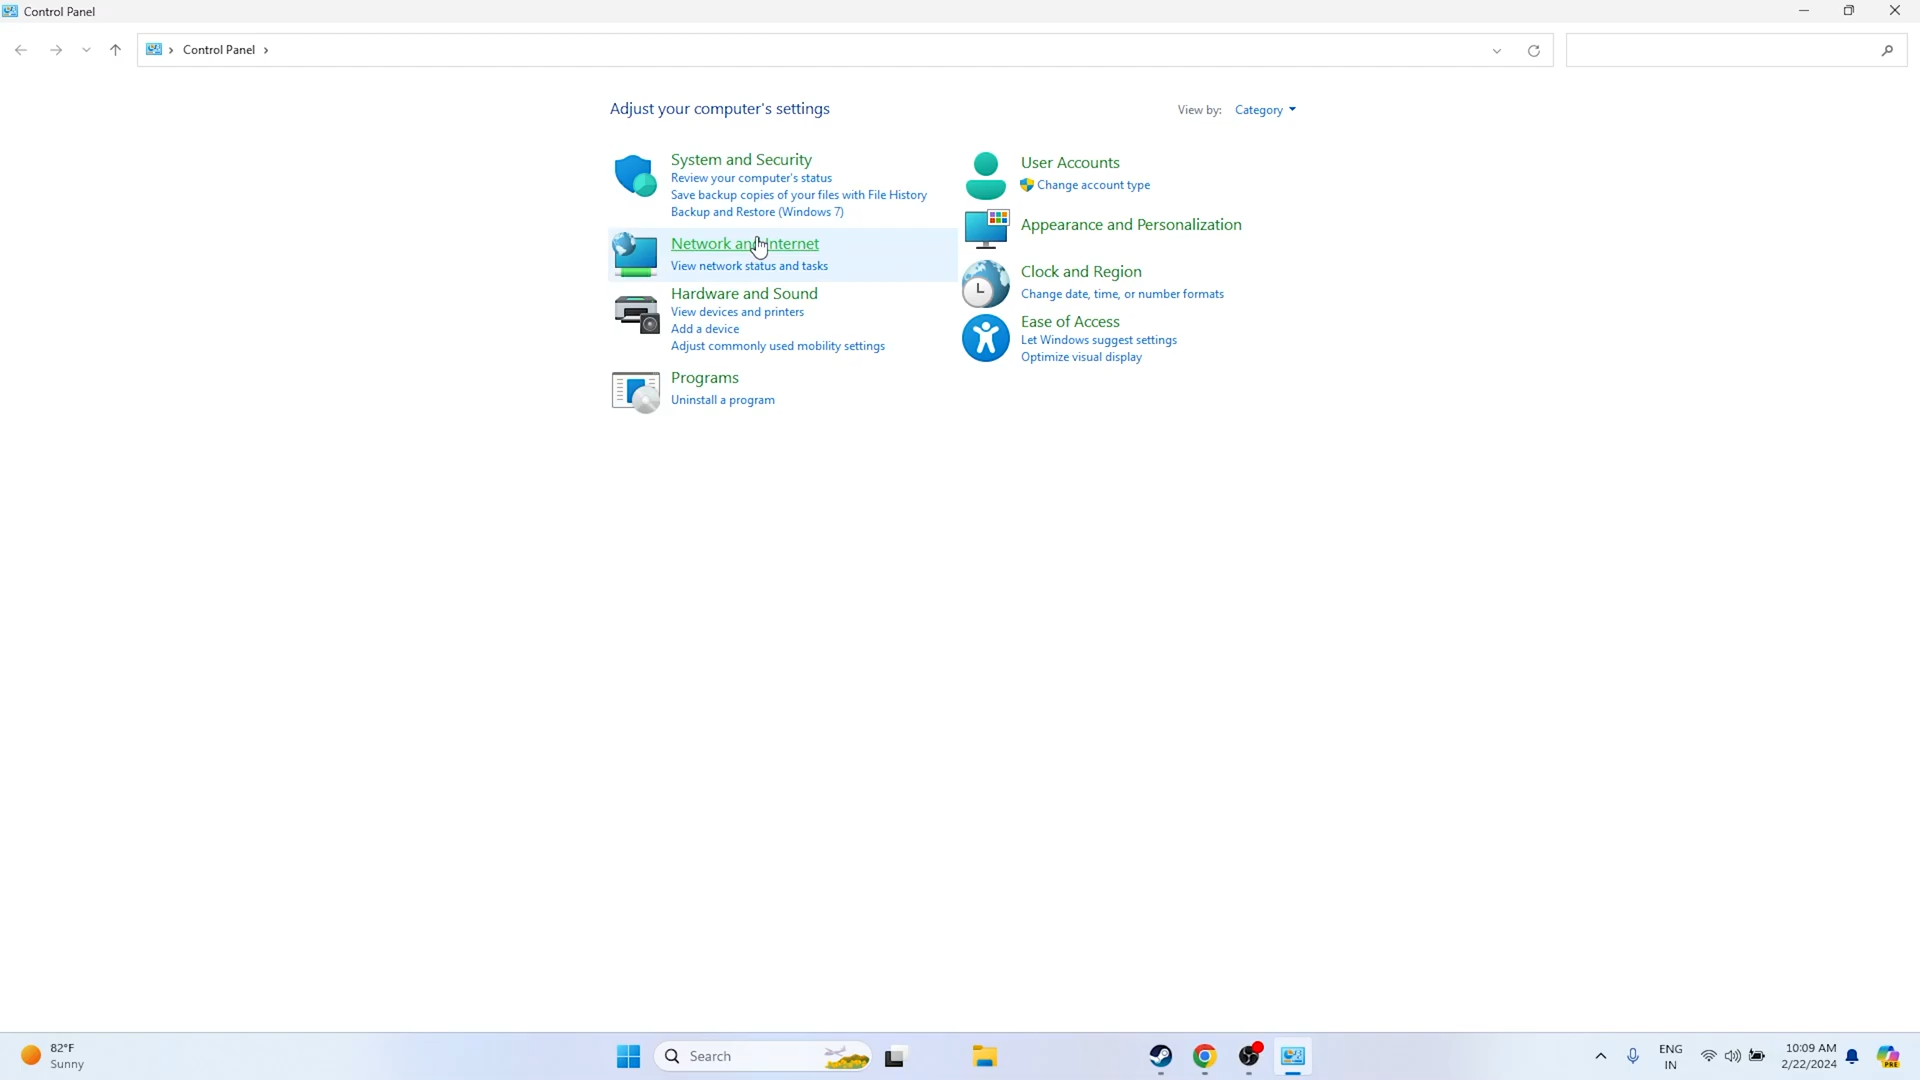 Control Panel
Control Panel
Adjust your computer's settings
View by: Category
System and Security
Review your computer's status
Save backup copies of your files with File History
Backup and Restore (Windows 7)
Network and Internet
View network status and tasks
Hardware and Sound
View devices and printers
Add a device
Adjust commonly used mobility settings
Programs
Uninstall a program
User Accounts
Change account type
Appearance and Personalization
Clock and Region
Change date, time, or number formats
Ease of Access
Let Windows suggest settings
Optimize visual display
82°F
Sunny
Search
ENG
IN
10:09 AM
2/22/2024
PRE